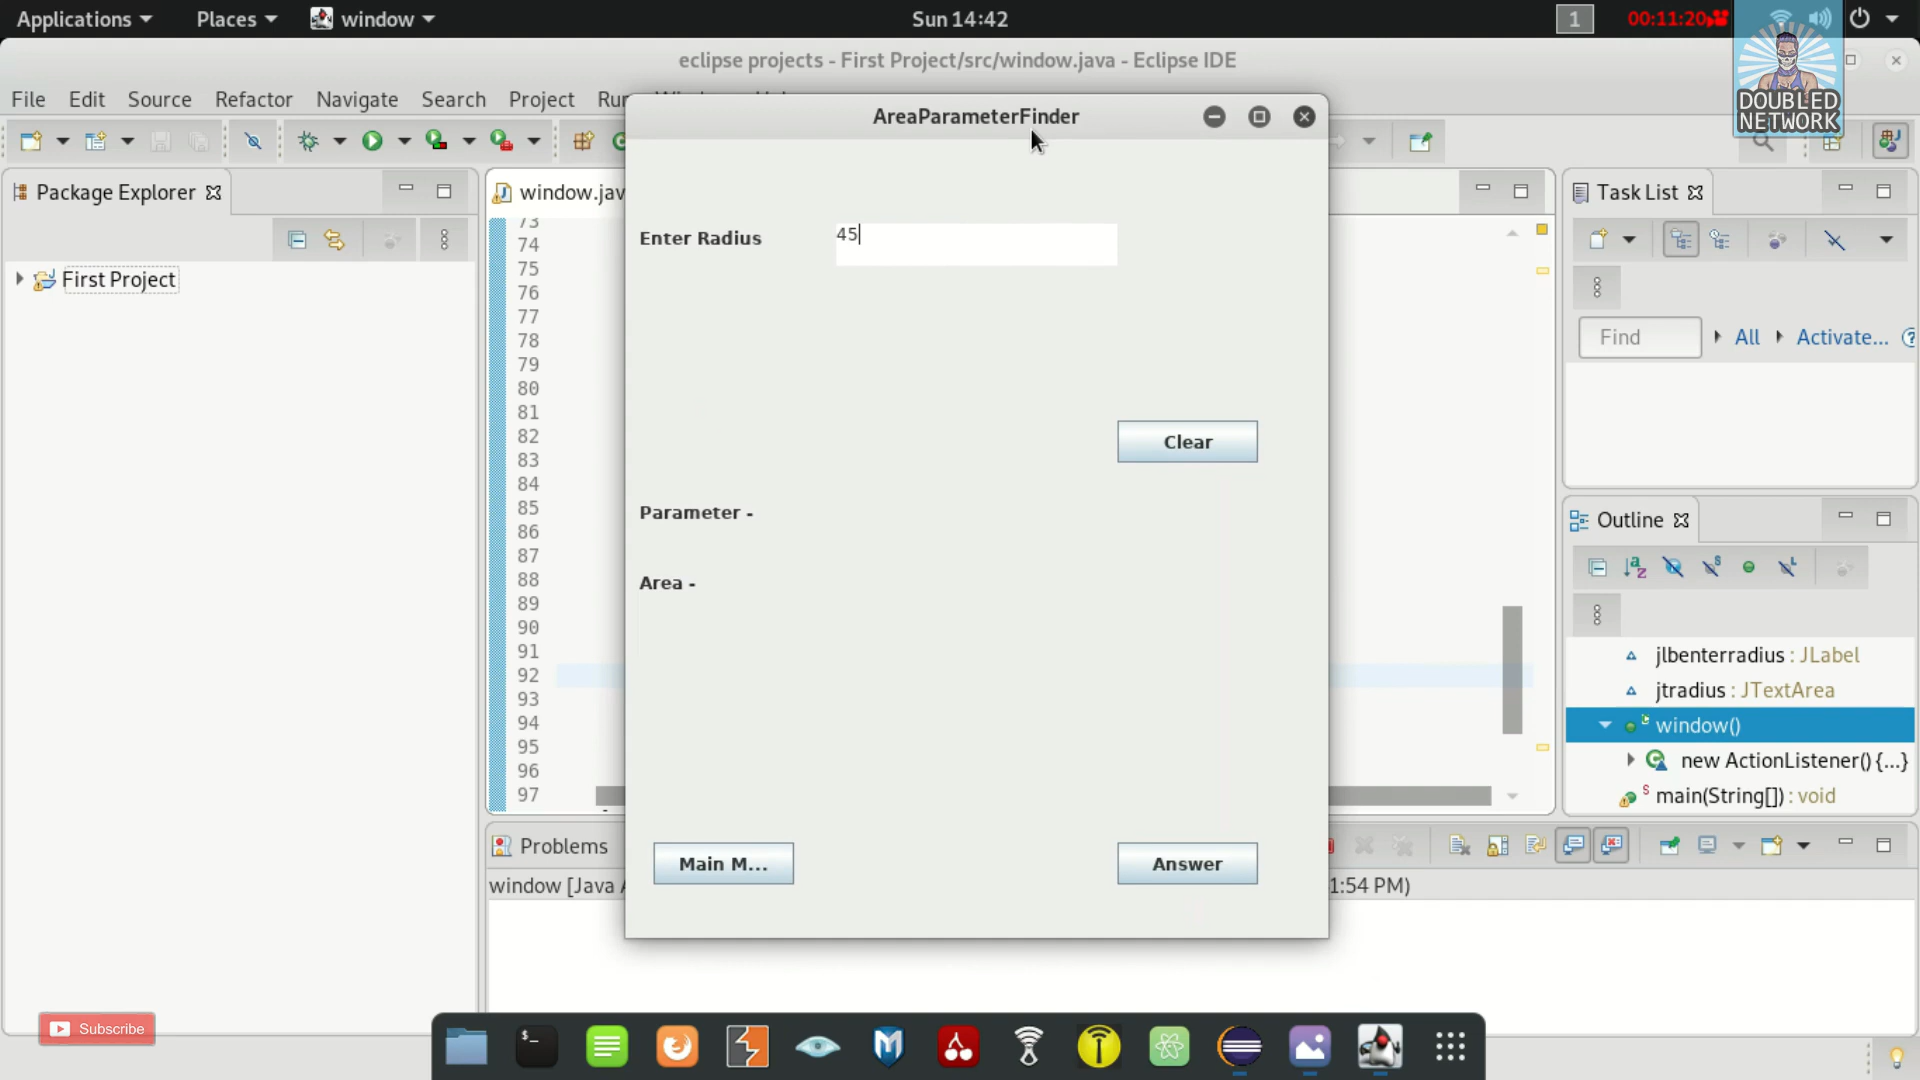 Applications Places window Sun 14:42 1 00:11:20
eclipse projects - First Project/src/window.java - Eclipse IDE
DOUBLED
NETWORK
File Edit Source Refactor Navigate Search Project
AreaParameterFinder
Package Explorer
window.jav
Task List
First Project
73
74
75
76
77
78
79
80
81
82
83
84
85
86
87
88
89
90
91
92
93
94
95
96
97
Enter Radius 45
Clear
Parameter -
Area -
Main M... Answer
Find All Activate...
Outline
jlbenterradius : JLabel
jtradius : JTextArea
window()
new ActionListener() {...}
main(String[]) : void
Problems
window [Java 1:54 PM)
Subscribe